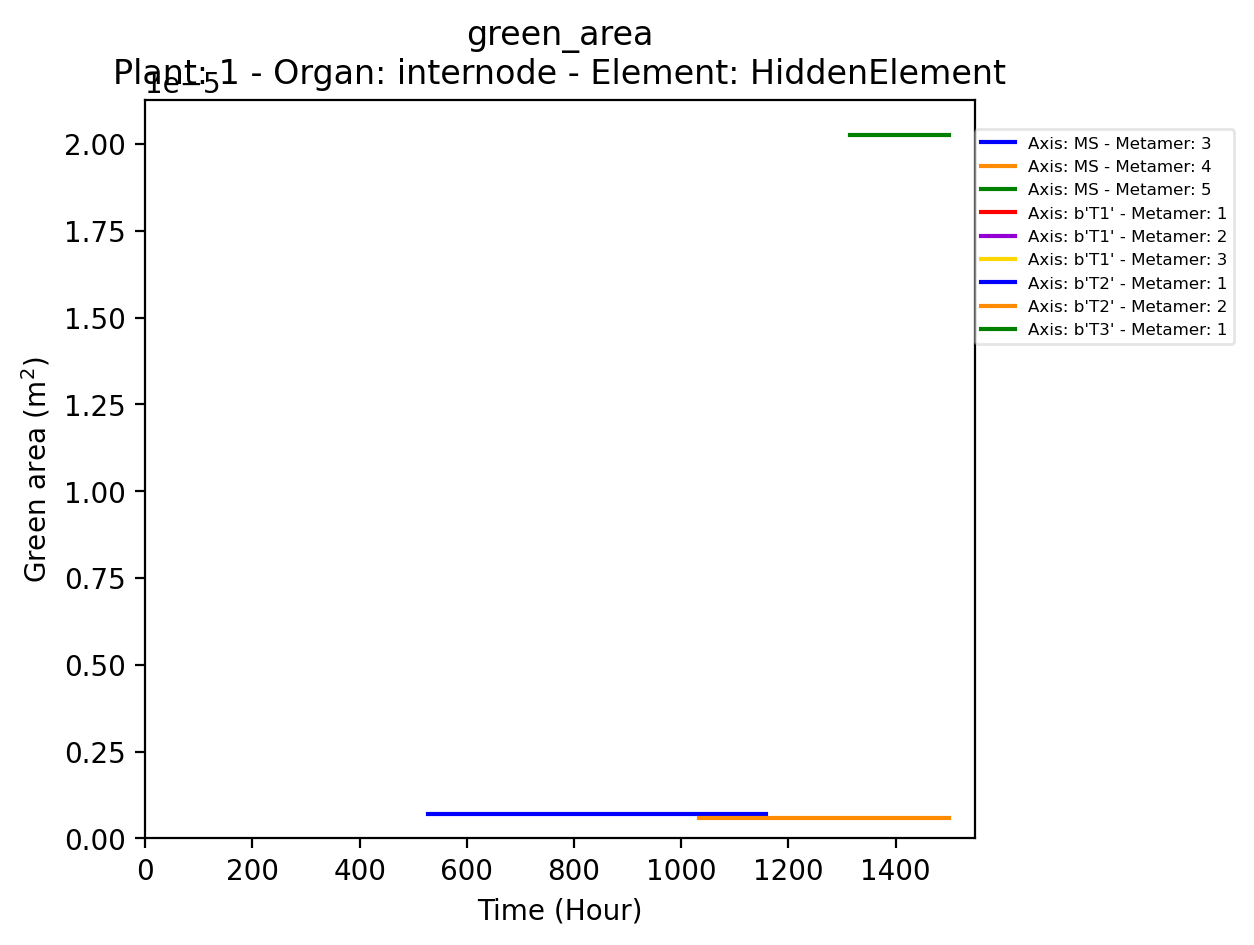 green_area
Plant: 1 - Organ: internode - Element: HiddenElement
1e−5
2.00
1.75
1.50
1.25
1.00
0.75
0.50
0.25
0.00
Green area (m²)
0 200 400 600 800 1000 1200 1400
Time (Hour)
Axis: MS - Metamer: 3
Axis: MS - Metamer: 4
Axis: MS - Metamer: 5
Axis: b'T1' - Metamer: 1
Axis: b'T1' - Metamer: 2
Axis: b'T1' - Metamer: 3
Axis: b'T2' - Metamer: 1
Axis: b'T2' - Metamer: 2
Axis: b'T3' - Metamer: 1